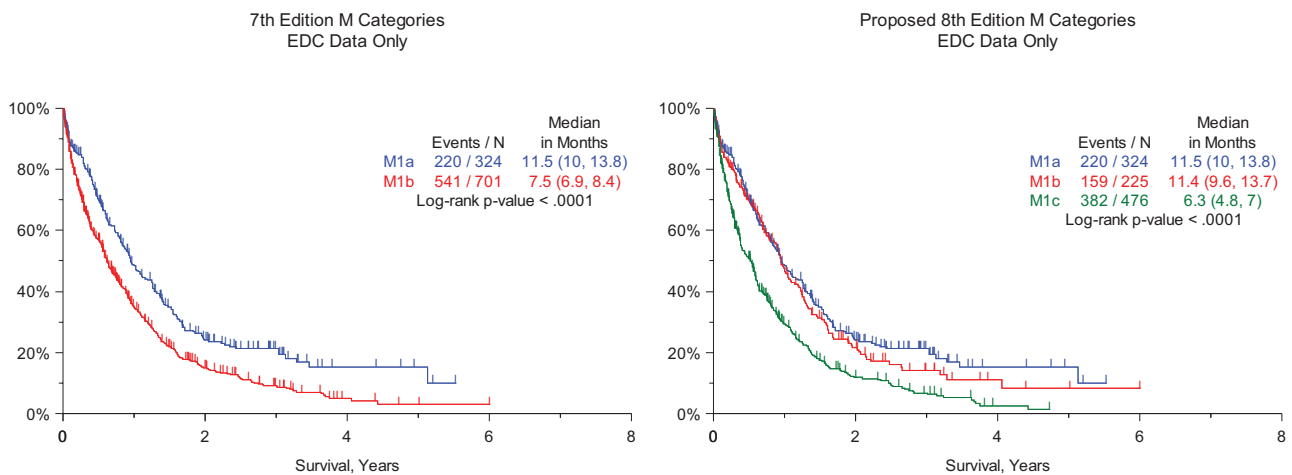 7th Edition M Categories
EDC Data Only
100%
80%
60%
40%
20%
0%
Median
Events / N in Months
M1a 220 / 324 11.5 (10, 13.8)
M1b 541 / 701 7.5 (6.9, 8.4)
Log-rank p-value < .0001
0 2 4 6 8
Survival, Years
Proposed 8th Edition M Categories
EDC Data Only
100%
80%
60%
40%
20%
0%
Median
Events / N in Months
M1a 220 / 324 11.5 (10, 13.8)
M1b 159 / 225 11.4 (9.6, 13.7)
M1c 382 / 476 6.3 (4.8, 7)
Log-rank p-value < .0001
0 2 4 6 8
Survival, Years